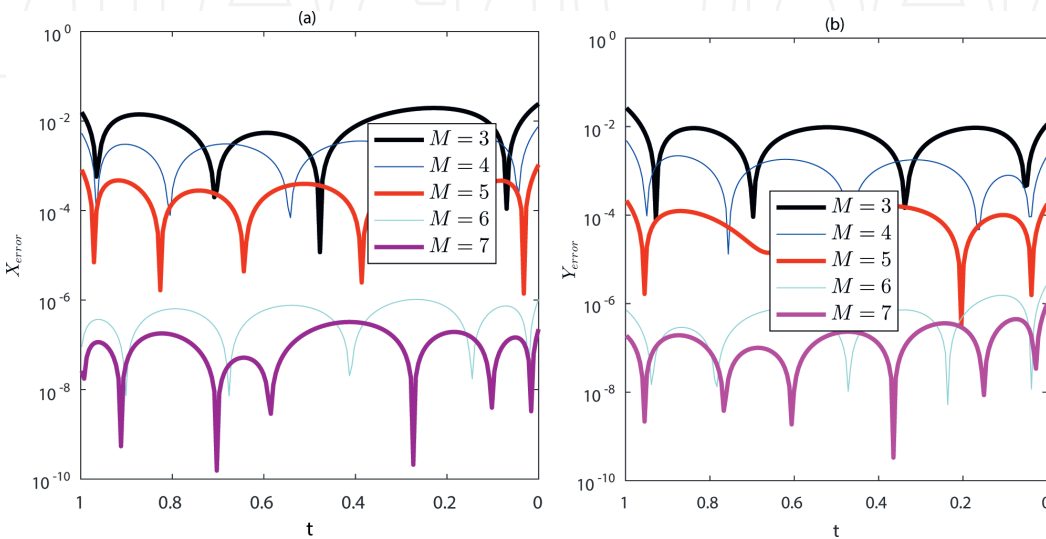 (a)
10^0
10^-2
10^-4
10^-6
10^-8
10^-10
X_error
1 0.8 0.6 0.4 0.2 0
t
M = 3
M = 4
M = 5
M = 6
M = 7
(b)
10^0
10^-2
10^-4
10^-6
10^-8
10^-10
Y_error
1 0.8 0.6 0.4 0.2 0
t
M = 3
M = 4
M = 5
M = 6
M = 7